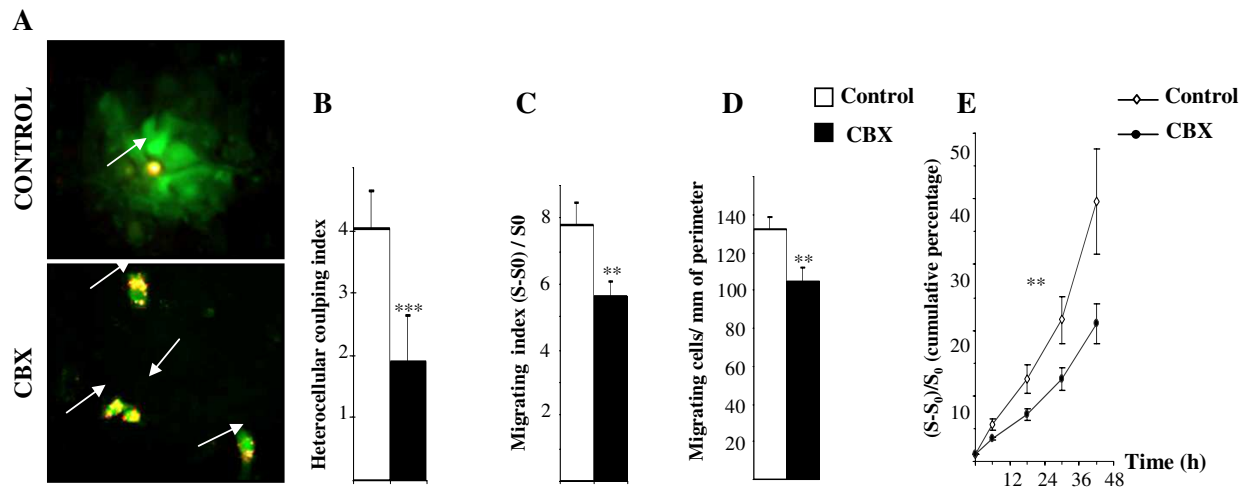 A
CONTROL
CBX
B
Heterocellular coulping index
4
3
2
1
***
C
Migrating index (S-S0) / S0
8
6
4
2
**
D
Control
CBX
Migrating cells/ mm of perimeter
140
120
100
80
60
40
20
**
E
Control
CBX
(S-S₀)/S₀ (cumulative percentage)
50
40
30
20
10
**
12 24 36 48
Time (h)